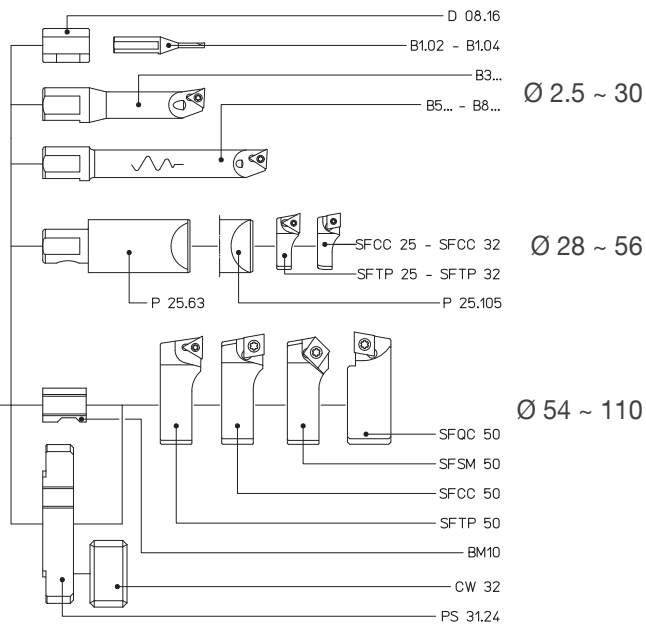 D 08.16
B1.02 - B1.04
B3...
Ø 2.5 ~ 30
B5... - B8...
SFCC 25 - SFCC 32
Ø 28 ~ 56
SFTP 25 - SFTP 32
P 25.63
P 25.105
Ø 54 ~ 110
SFQC 50
SFSM 50
SFCC 50
SFTP 50
BM10
CW 32
PS 31.24